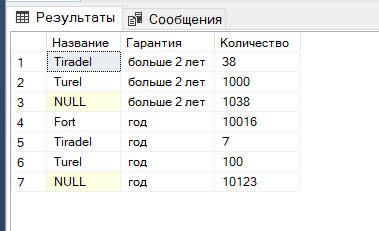 Результаты Сообщения
Название Гарантия Количество
1 Tiradel больше 2 лет 38
2 Turel больше 2 лет 1000
3 NULL больше 2 лет 1038
4 Fort год 10016
5 Tiradel год 7
6 Turel год 100
7 NULL год 10123